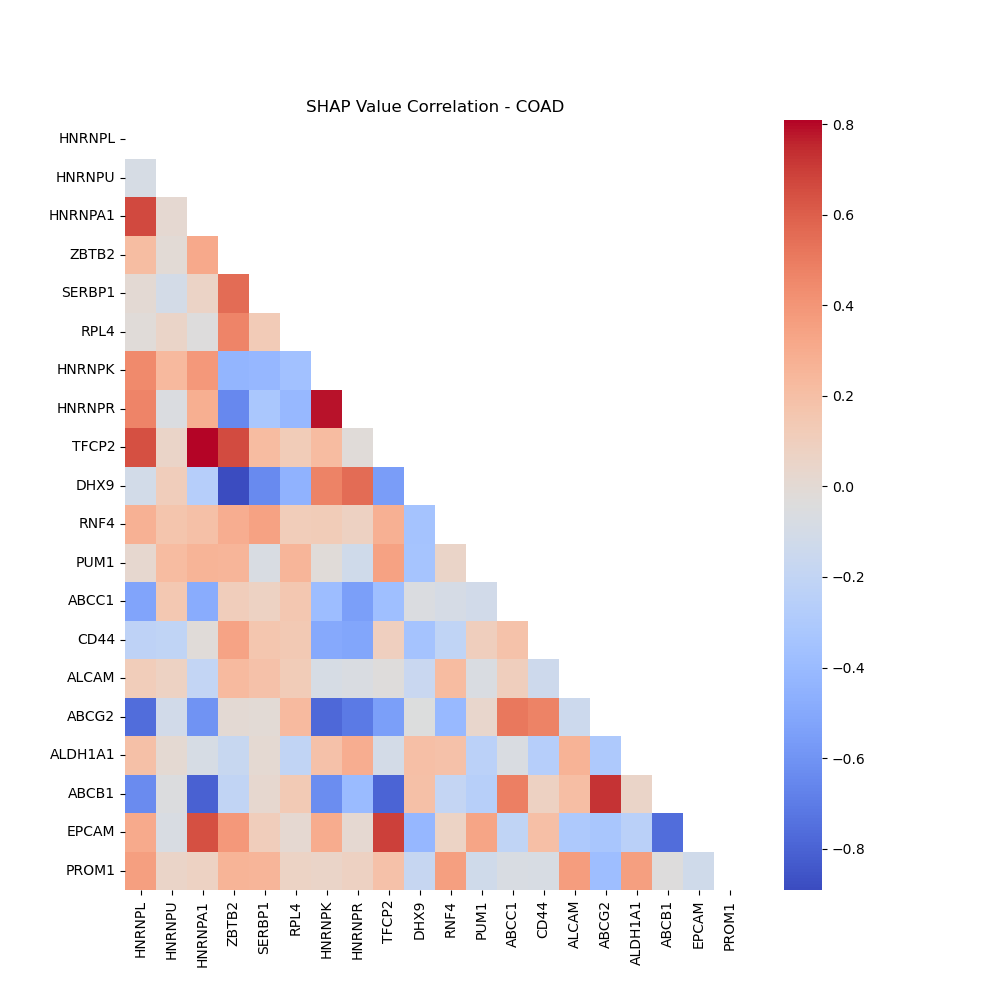 SHAP Value Correlation - COAD
HNRNPL
HNRNPU
HNRNPA1
ZBTB2
SERBP1
RPL4
HNRNPK
HNRNPR
TFCP2
DHX9
RNF4
PUM1
ABCC1
CD44
ALCAM
ABCG2
ALDH1A1
ABCB1
EPCAM
PROM1
HNRNPL
HNRNPU
HNRNPA1
ZBTB2
SERBP1
RPL4
HNRNPK
HNRNPR
TFCP2
DHX9
RNF4
PUM1
ABCC1
CD44
ALCAM
ABCG2
ALDH1A1
ABCB1
EPCAM
PROM1
0.8
0.6
0.4
0.2
0.0
−0.2
−0.4
−0.6
−0.8